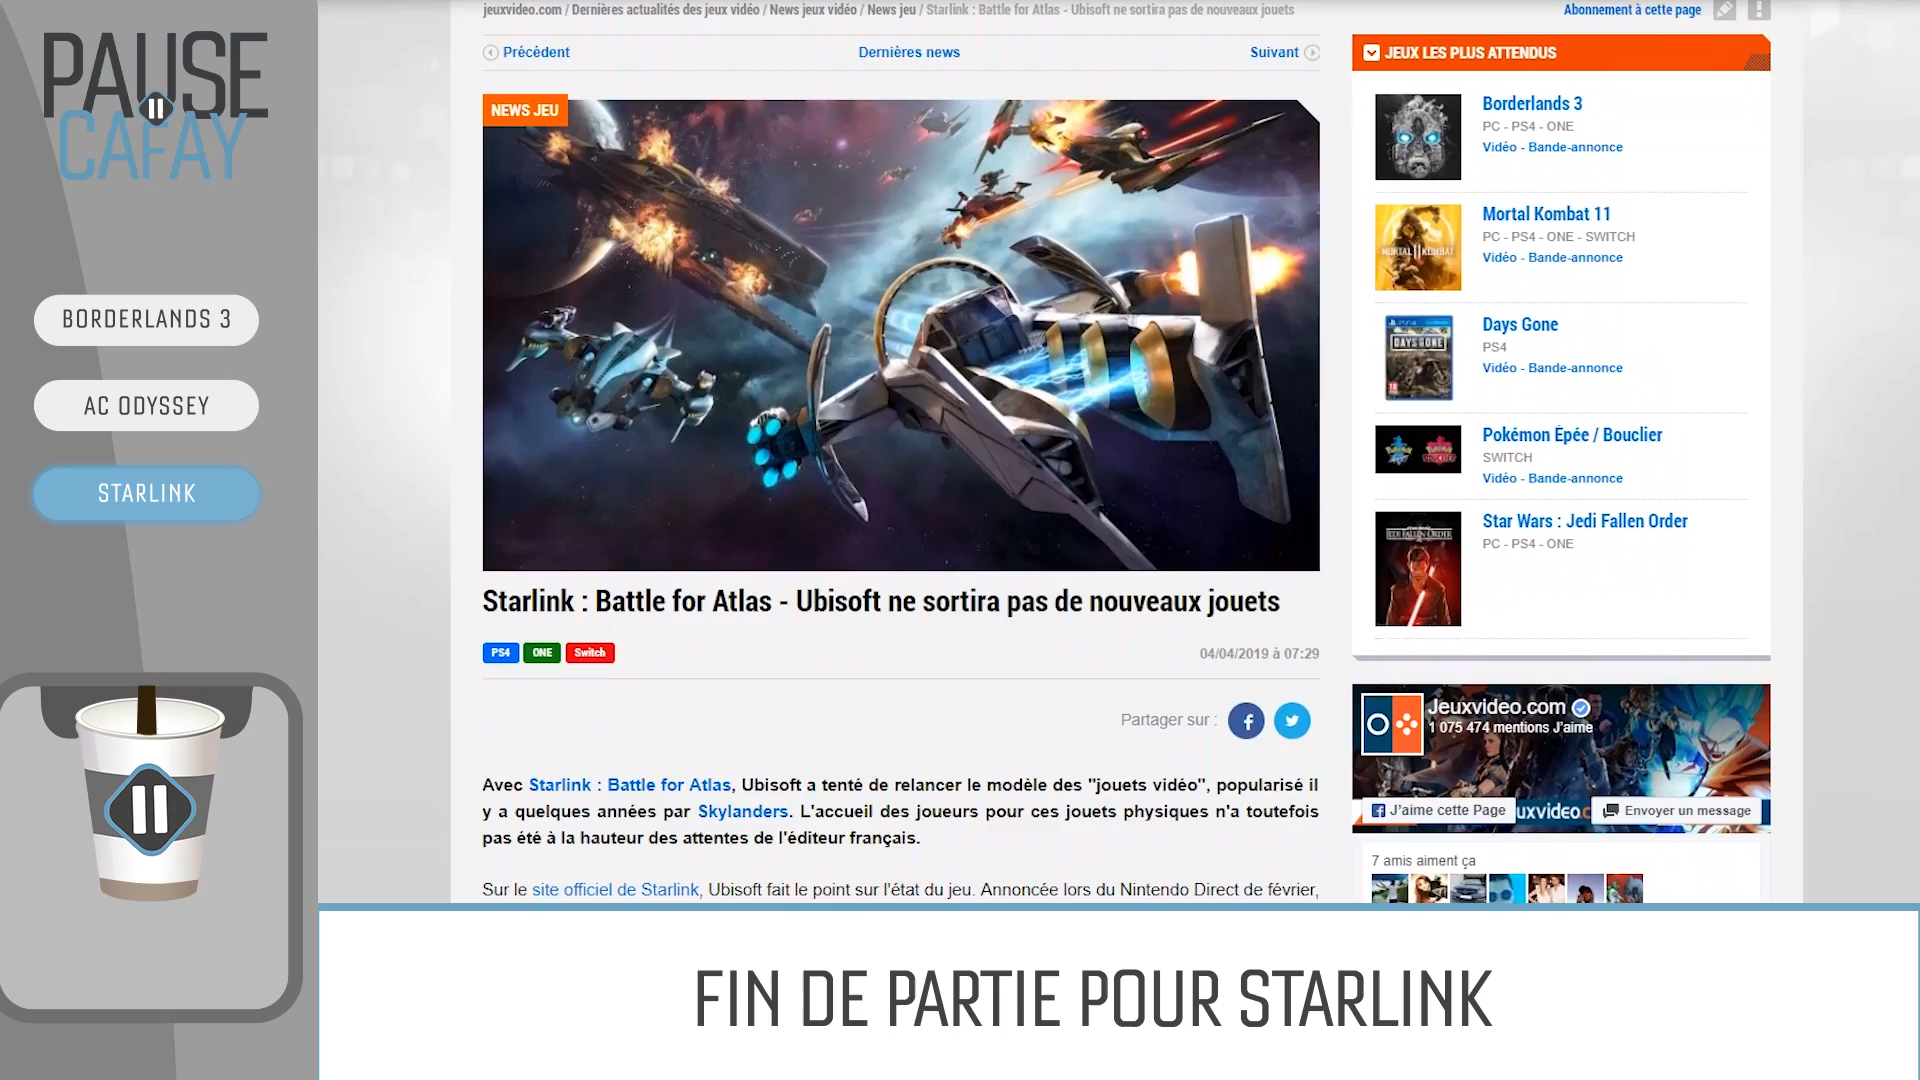 PAUSE
CAFAY
BORDERLANDS 3
AC ODYSSEY
STARLINK
jeuxvideo.com / Dernières actualités des jeux vidéo / News jeux vidéo / News jeu / Starlink : Battle for Atlas - Ubisoft ne sortira pas de nouveaux jouets
Abonnement à cette page
Précédent
Dernières news
Suivant
NEWS JEU
Starlink : Battle for Atlas - Ubisoft ne sortira pas de nouveaux jouets
PS4 ONE Switch
04/04/2019 à 07:29
Partager sur :
Avec Starlink : Battle for Atlas, Ubisoft a tenté de relancer le modèle des "jouets vidéo", popularisé il
y a quelques années par Skylanders. L'accueil des joueurs pour ces jouets physiques n'a toutefois
pas été à la hauteur des attentes de l'éditeur français.
Sur le site officiel de Starlink, Ubisoft fait le point sur l'état du jeu. Annoncée lors du Nintendo Direct de février,
JEUX LES PLUS ATTENDUS
Borderlands 3
PC - PS4 - ONE
Vidéo - Bande-annonce
MORTAL KOMBAT
Mortal Kombat 11
PC - PS4 - ONE - SWITCH
Vidéo - Bande-annonce
DAYS GONE
Days Gone
PS4
Vidéo - Bande-annonce
Pokémon Épée / Bouclier
SWITCH
Vidéo - Bande-annonce
JEDI FALLEN ORDER
Star Wars : Jedi Fallen Order
PC - PS4 - ONE
Jeuxvideo.com
1 075 474 mentions J'aime
J'aime cette Page
uxvideo.c
Envoyer un message
7 amis aiment ça
FIN DE PARTIE POUR STARLINK